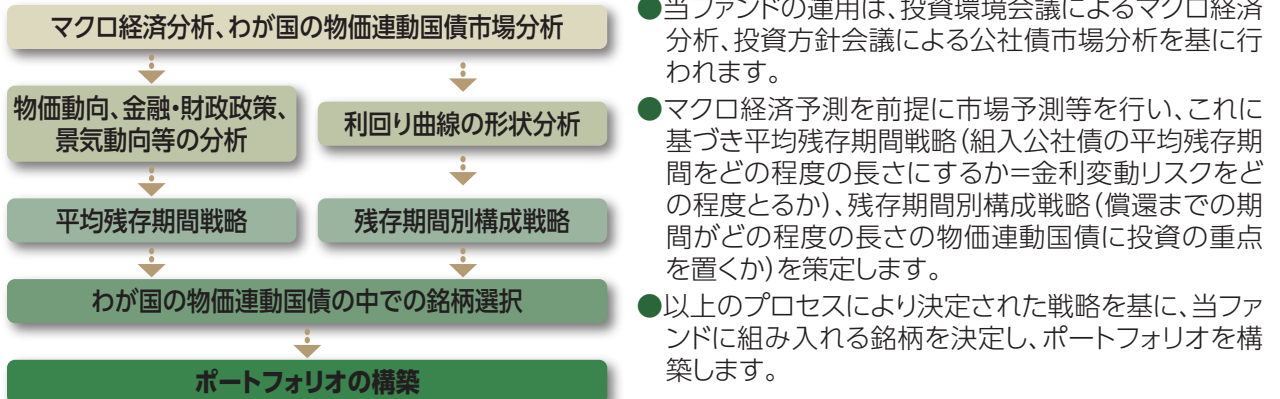 マクロ経済分析、わが国の物価連動国債市場分析
物価動向、金融・財政政策、
景気動向等の分析
利回り曲線の形状分析
平均残存期間戦略
残存期間別構成戦略
わが国の物価連動国債の中での銘柄選択
ポートフォリオの構築
●当ファンドの運用は、投資環境会議によるマクロ経済
分析、投資方針会議による公社債市場分析を基に行
われます。
●マクロ経済予測を前提に市場予測等を行い、これに
基づき平均残存期間戦略(組入公社債の平均残存期
間をどの程度の長さにするか=金利変動リスクをど
の程度とるか)、残存期間別構成戦略(償還までの期
間がどの程度の長さの物価連動国債に投資の重点
を置くか)を策定します。
●以上のプロセスにより決定された戦略を基に、当ファ
ンドに組み入れる銘柄を決定し、ポートフォリオを構
築します。